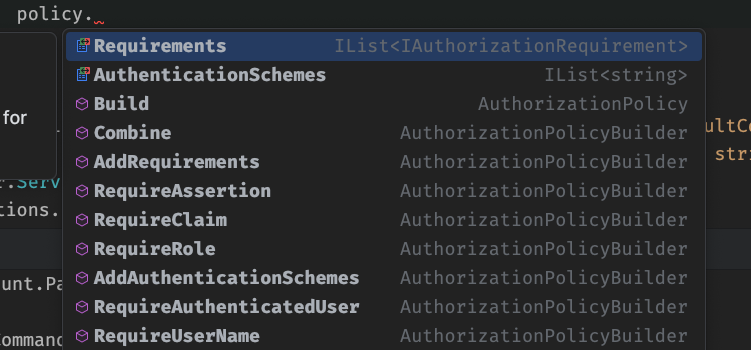 policy.
Requirements IList<IAuthorizationRequirement>
AuthenticationSchemes IList<string>
Build AuthorizationPolicy
for
Combine AuthorizationPolicyBuilder
ultCo
AddRequirements AuthorizationPolicyBuilder
stri
r.Serv
RequireAssertion AuthorizationPolicyBuilder
tions.
RequireClaim AuthorizationPolicyBuilder
RequireRole AuthorizationPolicyBuilder
unt.Pa
AddAuthenticationSchemes AuthorizationPolicyBuilder
RequireAuthenticatedUser AuthorizationPolicyBuilder
Command
RequireUserName AuthorizationPolicyBuilder